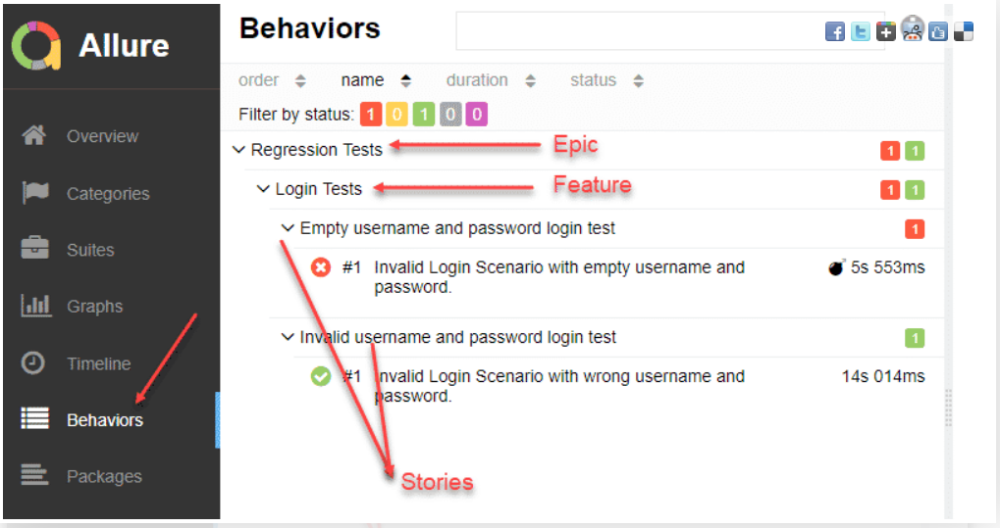 Allure
Behaviors
order name duration status
Filter by status: 1 0 1 0 0
Overview
Regression Tests Epic 1 1
Categories
Login Tests Feature 1 1
Empty username and password login test 1
Suites
#1 Invalid Login Scenario with empty username and 5s 553ms
password.
Graphs
Invalid username and password login test 1
Timeline
#1 Invalid Login Scenario with wrong username and 14s 014ms
password.
Behaviors
Packages
Stories